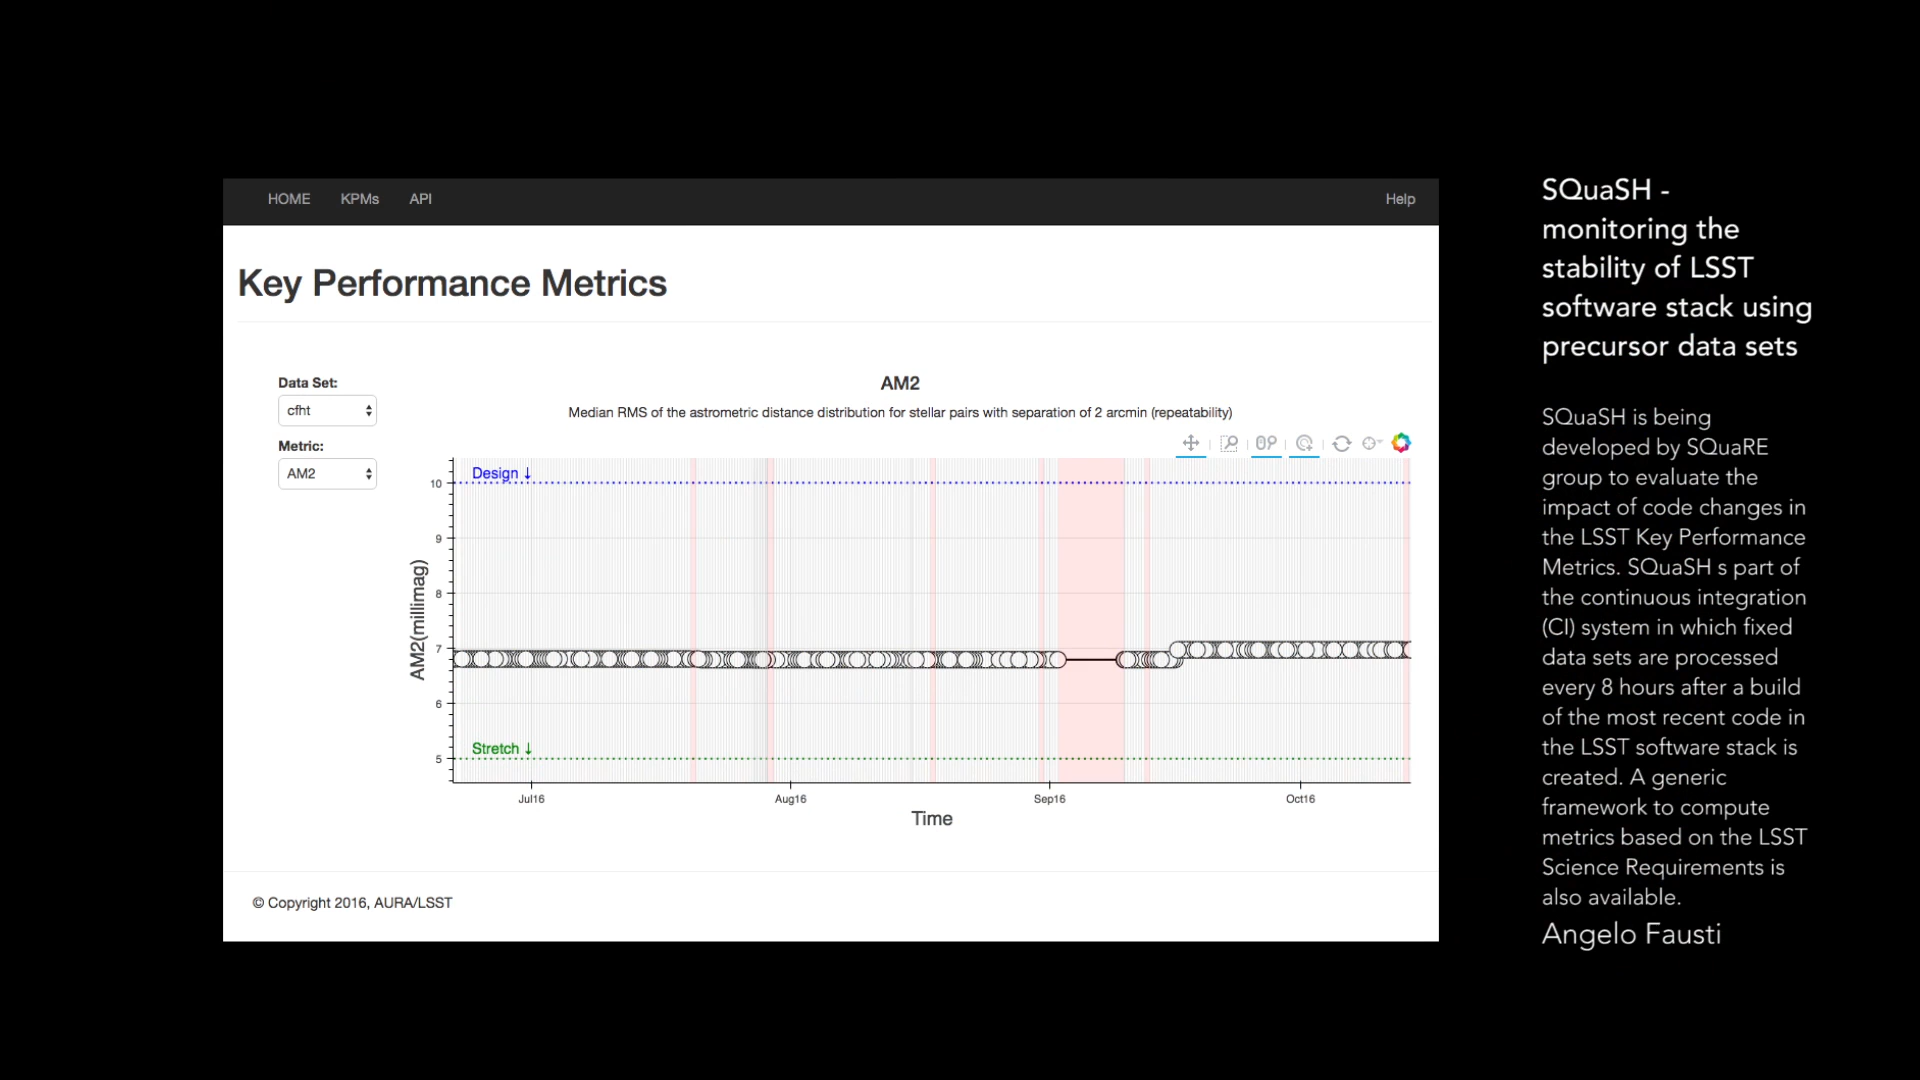 HOME KPMs API Help
Key Performance Metrics
Data Set:
cfht
Metric:
AM2
AM2
Median RMS of the astrometric distance distribution for stellar pairs with separation of 2 arcmin (repeatability)
Design ↓
10
9
8
7
6
5
AM2(millimag)
Stretch ↓
Jul16 Aug16 Sep16 Oct16
Time
© Copyright 2016, AURA/LSST
SQuaSH -
monitoring the
stability of LSST
software stack using
precursor data sets
SQuaSH is being
developed by SQuaRE
group to evaluate the
impact of code changes in
the LSST Key Performance
Metrics. SQuaSH s part of
the continuous integration
(CI) system in which fixed
data sets are processed
every 8 hours after a build
of the most recent code in
the LSST software stack is
created. A generic
framework to compute
metrics based on the LSST
Science Requirements is
also available.
Angelo Fausti